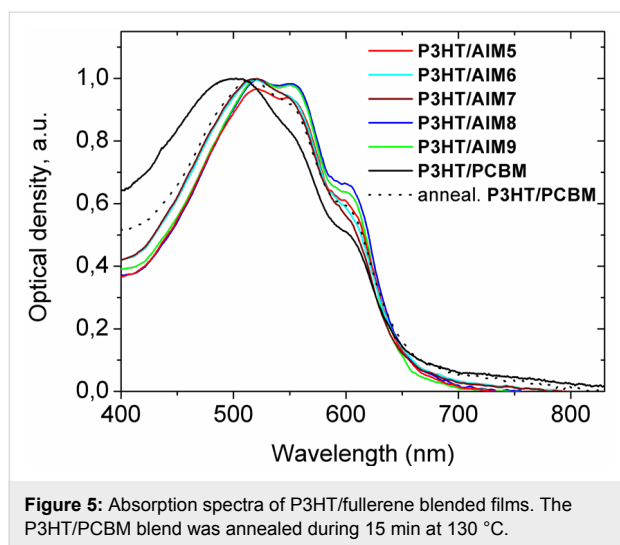 P3HT/AIM5
P3HT/AIM6
P3HT/AIM7
P3HT/AIM8
P3HT/AIM9
P3HT/PCBM
anneal. P3HT/PCBM
1,0
0,8
0,6
0,4
0,2
0,0
Optical density, a.u.
400 500 600 700 800
Wavelength (nm)
Figure 5: Absorption spectra of P3HT/fullerene blended films. The
P3HT/PCBM blend was annealed during 15 min at 130 °C.